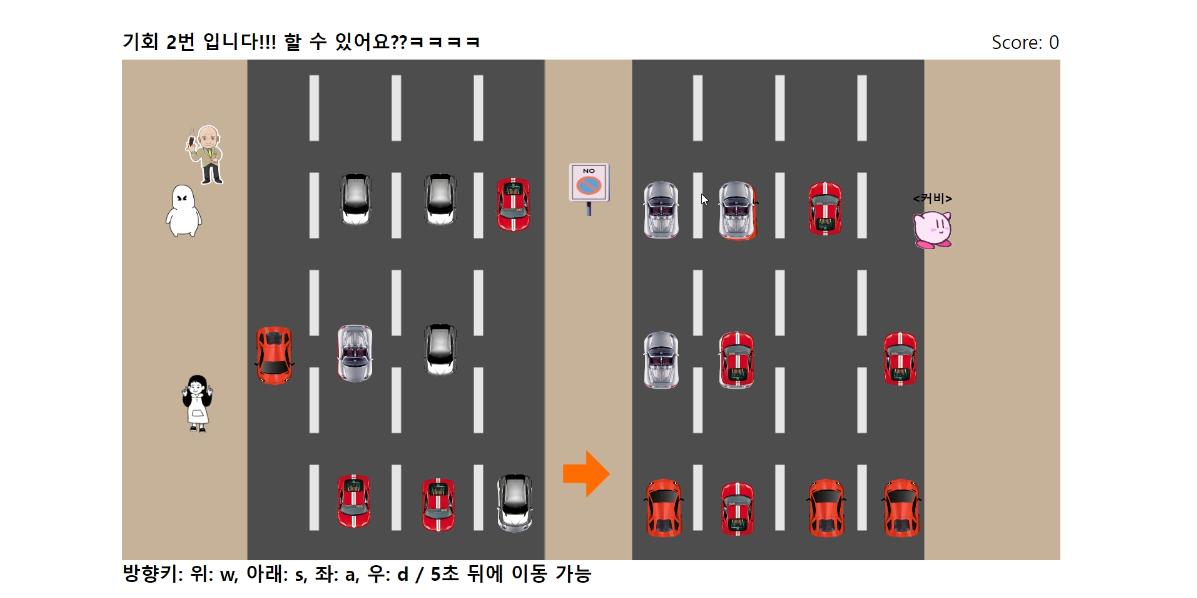 기회 2번 입니다!!! 할 수 있어요??ㅋㅋㅋㅋ
Score: 0
NO
<커비>
방향키: 위: w, 아래: s, 좌: a, 우: d / 5초 뒤에 이동 가능